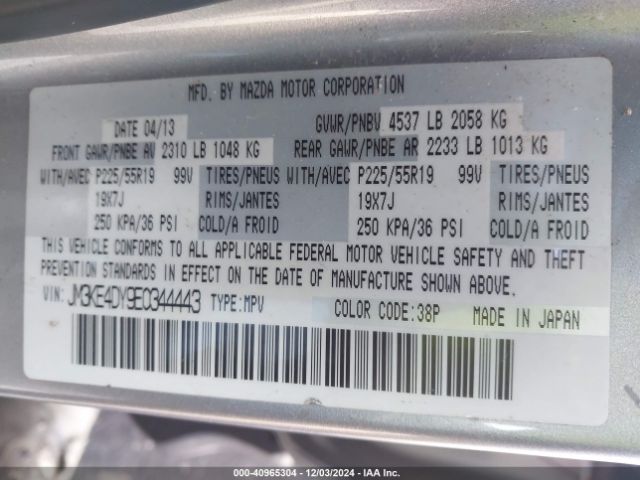 MFD. BY MAZDA MOTOR CORPORATION
DATE 04/13 GVWR/PNBV 4537 LB 2058 KG
FRONT GAWR/PNBE AV 2310 LB 1048 KG REAR GAWR/PNBE AR 2233 LB 1013 KG
WITH/AVEC P225/55R19 99V TIRES/PNEUS WITH/AVEC P225/55R19 99V TIRES/PNEUS
19X7J RIMS/JANTES 19X7J RIMS/JANTES
250 KPA/36 PSI COLD/A FROID 250 KPA/36 PSI COLD/A FROID
THIS VEHICLE CONFORMS TO ALL APPLICABLE FEDERAL MOTOR VEHICLE SAFETY AND THEFT
PREVENTION STANDARDS IN EFFECT ON THE DATE OF MANUFACTURE SHOWN ABOVE.
VIN: JM3KE4DY9E0344443 TYPE:MPV COLOR CODE:38P MADE IN JAPAN
000-40965304 - 12/03/2024 - IAA Inc.